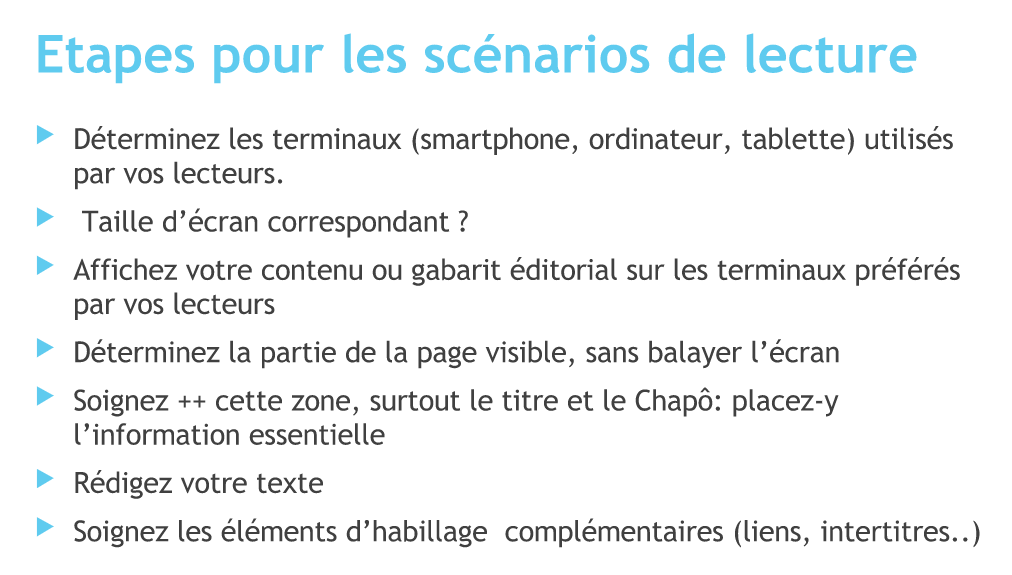 Etapes pour les scénarios de lecture
Déterminez les terminaux (smartphone, ordinateur, tablette) utilisés
par vos lecteurs.
Taille d’écran correspondant ?
Affichez votre contenu ou gabarit éditorial sur les terminaux préférés
par vos lecteurs
Déterminez la partie de la page visible, sans balayer l’écran
Soignez ++ cette zone, surtout le titre et le Chapô: placez-y
l’information essentielle
Rédigez votre texte
Soignez les éléments d’habillage  complémentaires (liens, intertitres..)